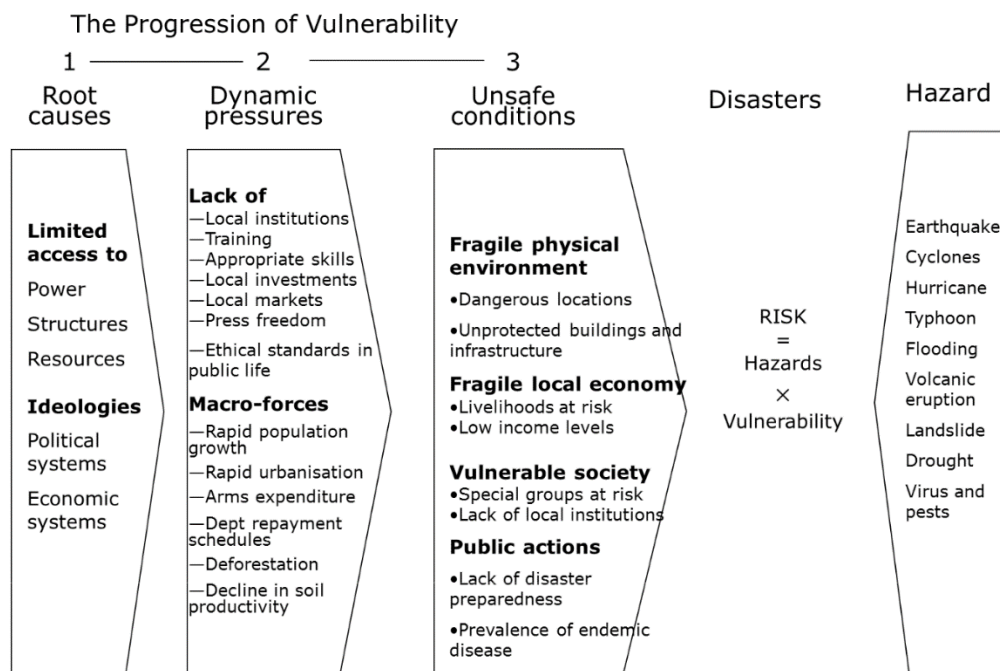 The Progression of Vulnerability
1
2
3
Root
causes
Dynamic
pressures
Unsafe
conditions
Disasters
Hazard
Limited
access to
Power
Structures
Resources
Ideologies
Political
systems
Economic
systems
Lack of
—Local institutions
—Training
—Appropriate skills
—Local investments
—Local markets
—Press freedom
—Ethical standards in
public life
Macro-forces
—Rapid population
growth
—Rapid urbanisation
—Arms expenditure
—Dept repayment
schedules
—Deforestation
—Decline in soil
productivity
Fragile physical
environment
•Dangerous locations
•Unprotected buildings and
infrastructure
Fragile local economy
•Livelihoods at risk
•Low income levels
Vulnerable society
•Special groups at risk
•Lack of local institutions
Public actions
•Lack of disaster
preparedness
•Prevalence of endemic
disease
RISK
=
Hazards
×
Vulnerability
Earthquake
Cyclones
Hurricane
Typhoon
Flooding
Volcanic
eruption
Landslide
Drought
Virus and
pests